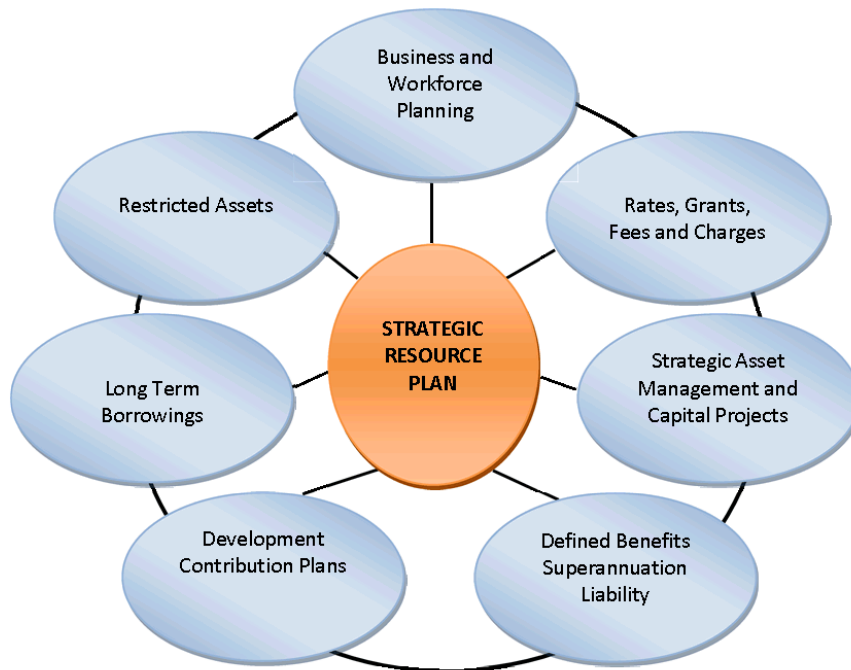 Business and
Workforce
Planning
Restricted Assets
Rates, Grants,
Fees and Charges
STRATEGIC
RESOURCE
PLAN
Long Term
Borrowings
Strategic Asset
Management and
Capital Projects
Development
Contribution Plans
Defined Benefits
Superannuation
Liability